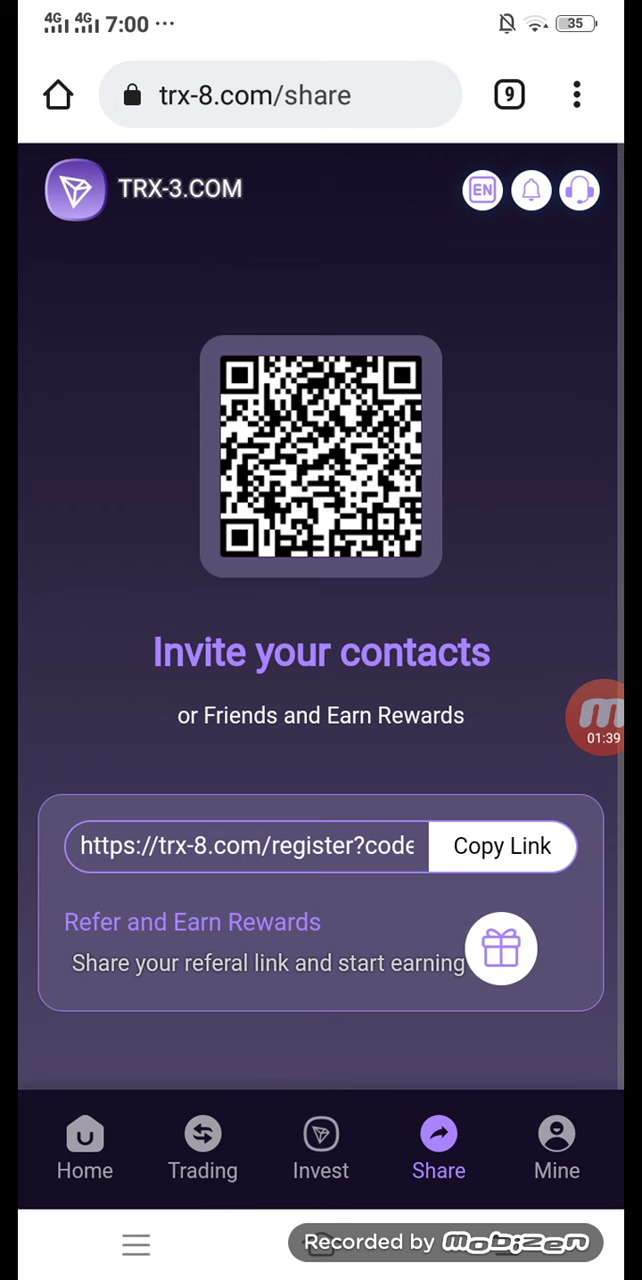 4G 4G 7:00 ··· 35
trx-8.com/share 9
TRX-3.COM EN
Invite your contacts
or Friends and Earn Rewards
m
01:39
https://trx-8.com/register?code Copy Link
Refer and Earn Rewards
Share your referal link and start earning
Home Trading Invest Share Mine
Recorded by mobizen